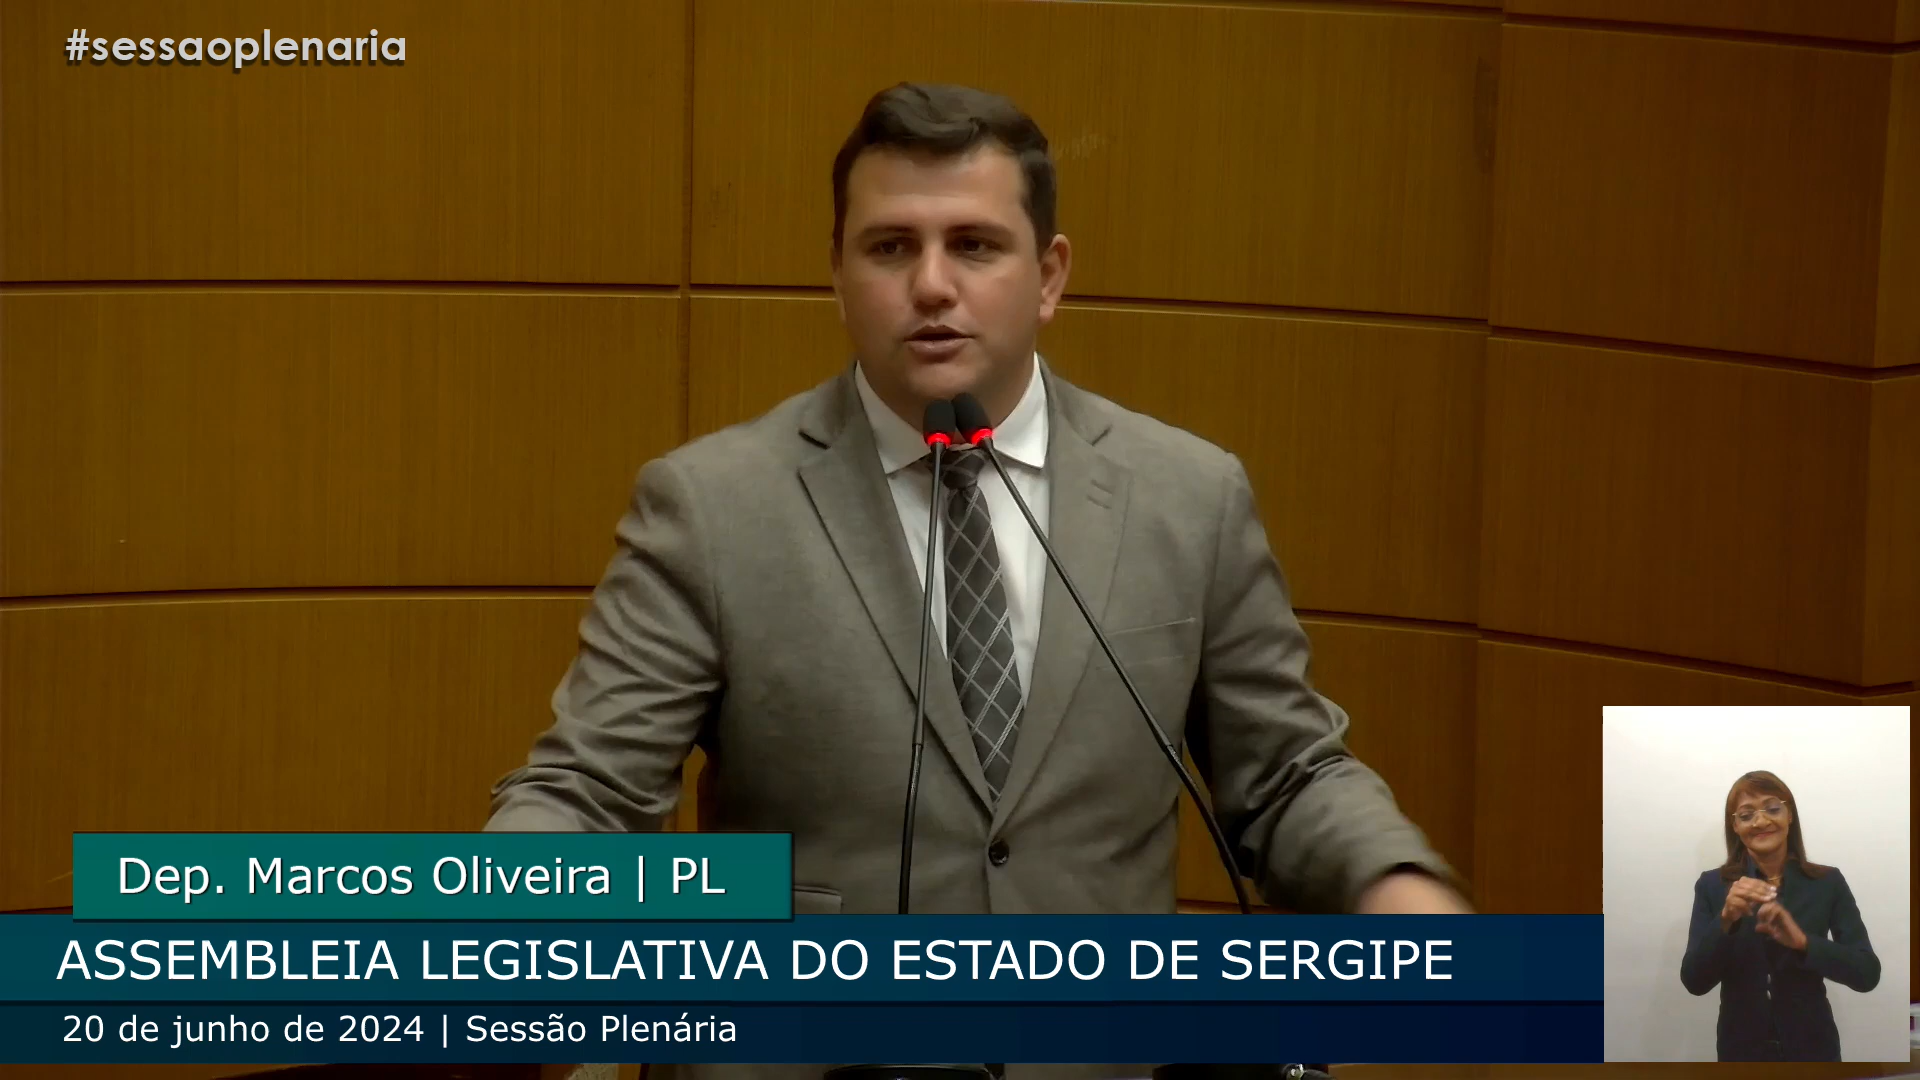 #sessaoplenaria
Dep. Marcos Oliveira | PL
ASSEMBLEIA LEGISLATIVA DO ESTADO DE SERGIPE
20 de junho de 2024 | Sessão Plenária